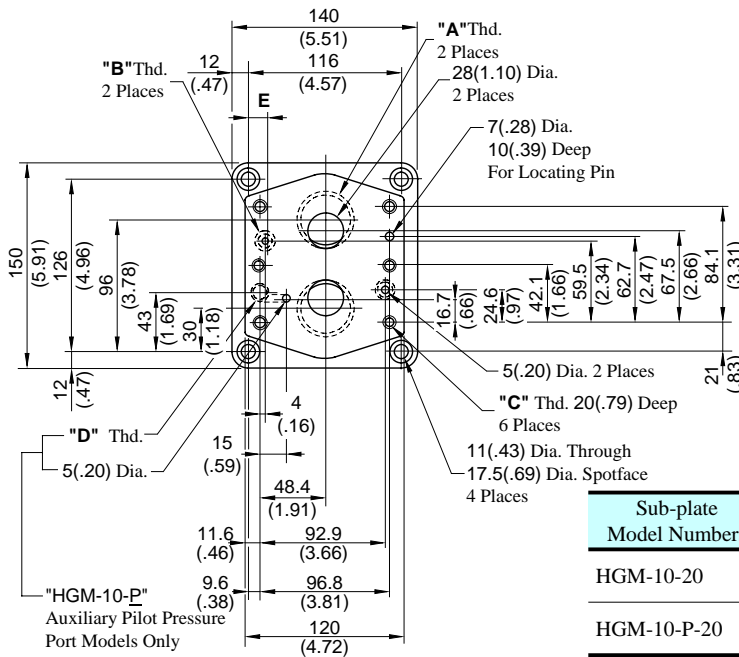 140
(5.51)
"A" Thd.
2 Places
12
(.47)
116
(4.57)
"B" Thd.
2 Places
28(1.10) Dia.
2 Places
E
7(.28) Dia.
10(.39) Deep
For Locating Pin
150
(5.91)
126
(4.96)
96
(3.78)
43
(1.69)
30
(1.18)
12
(.47)
16.7
(.66)
24.6
(.97)
42.1
(1.66)
59.5
(2.34)
62.7
(2.47)
67.5
(2.66)
84.1
(3.31)
21
(.83)
5(.20) Dia. 2 Places
"C" Thd. 20(.79) Deep
6 Places
4
(.16)
"D" Thd.
15
(.59)
5(.20) Dia.
11(.43) Dia. Through
17.5(.69) Dia. Spotface
4 Places
48.4
(1.91)
11.6
(.46)
92.9
(3.66)
9.6
(.38)
96.8
(3.81)
"HGM-10-P"
Auxiliary Pilot Pressure
Port Models Only
120
(4.72)
Sub-plate
Model Number
HGM-10-20
HGM-10-P-20